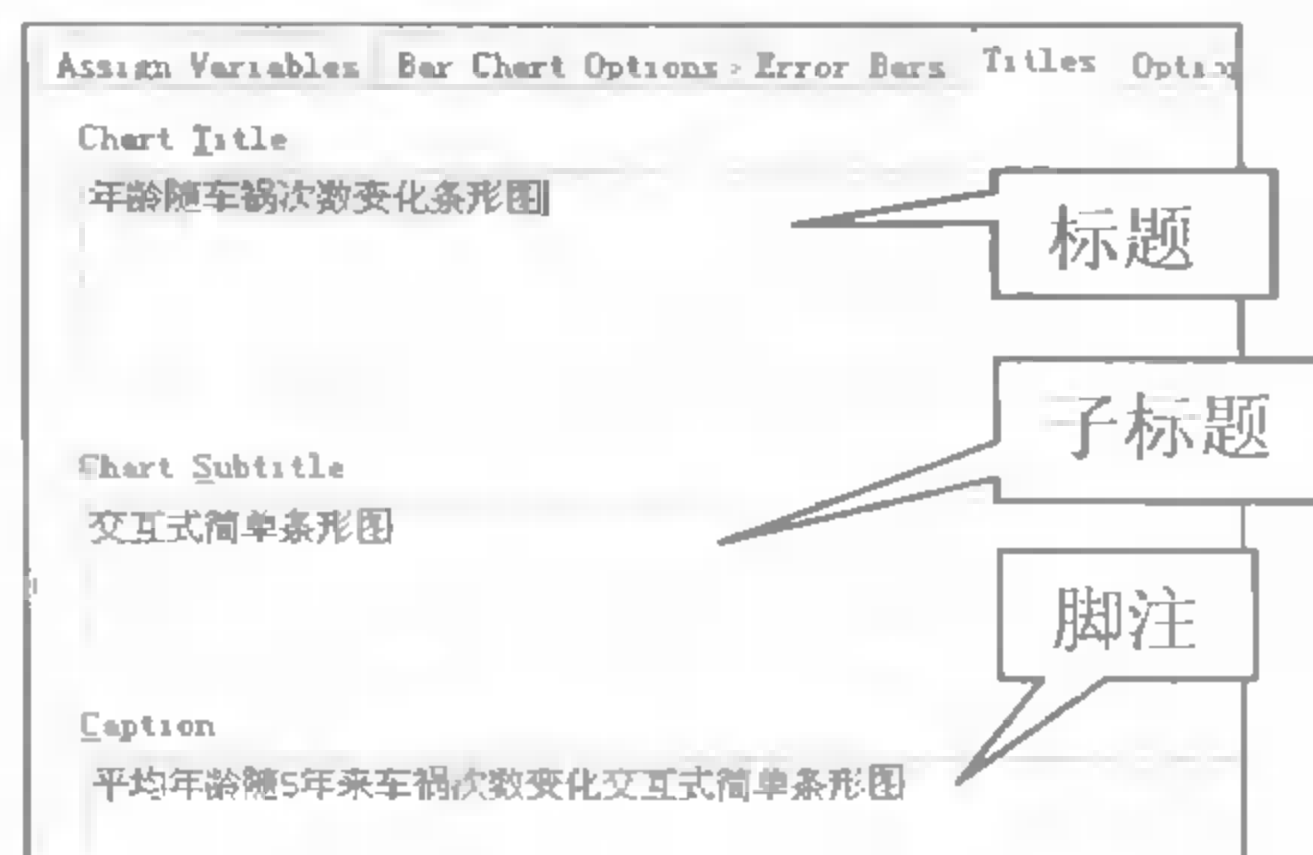 Assign Variables Bar Chart Options Error Bars Titles Option
Chart Title
年龄随车祸次数变化条形图
标题
子标题
Chart Subtitle
交互式简单条形图
脚注
Caption
平均年龄随5年来车祸次数变化交互式简单条形图